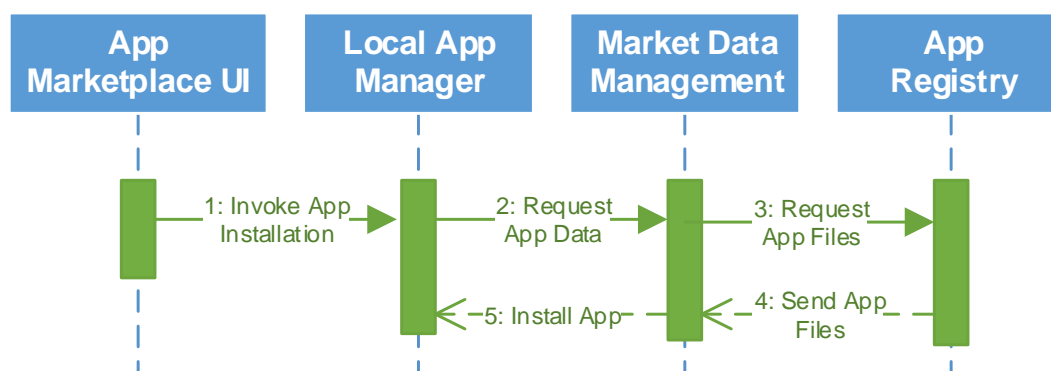 App
Marketplace UI
Local App
Manager
Market Data
Management
App
Registry
1: Invoke App
Installation
2: Request
App Data
3: Request
App Files
4: Send App
Files
5: Install App